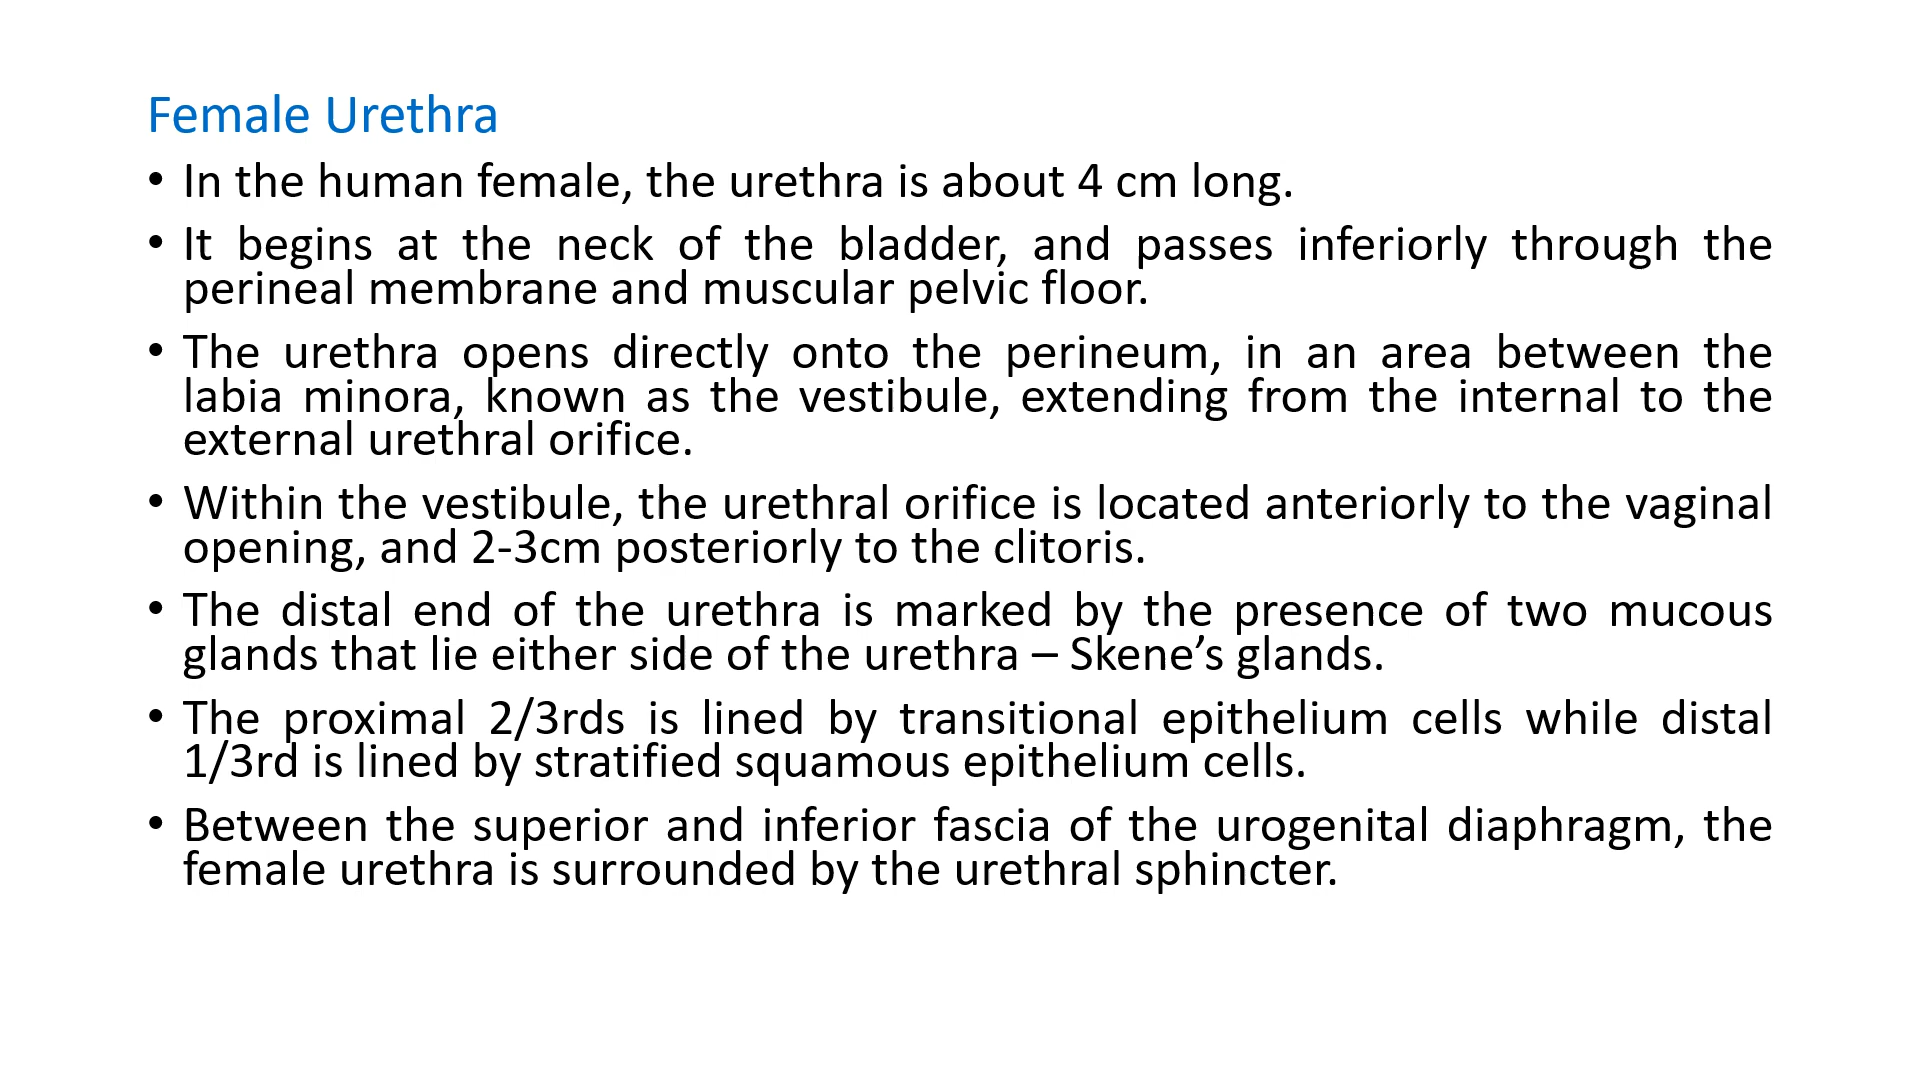 Female Urethra
• In the human female, the urethra is about 4 cm long.
• It begins at the neck of the bladder, and passes inferiorly through the
perineal membrane and muscular pelvic floor.
• The urethra opens directly onto the perineum, in an area between the
labia minora, known as the vestibule, extending from the internal to the
external urethral orifice.
• Within the vestibule, the urethral orifice is located anteriorly to the vaginal
opening, and 2-3cm posteriorly to the clitoris.
• The distal end of the urethra is marked by the presence of two mucous
glands that lie either side of the urethra – Skene’s glands.
• The proximal 2/3rds is lined by transitional epithelium cells while distal
1/3rd is lined by stratified squamous epithelium cells.
• Between the superior and inferior fascia of the urogenital diaphragm, the
female urethra is surrounded by the urethral sphincter.